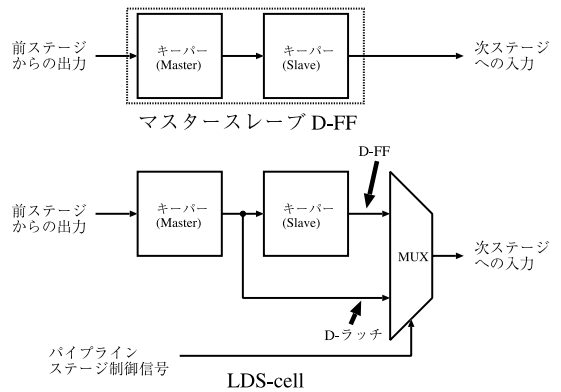 前ステージ
からの出力
キーパー
(Master)
キーパー
(Slave)
次ステージ
への入力
マスタースレーブ D-FF
D-FF
前ステージ
からの出力
キーパー
(Master)
キーパー
(Slave)
MUX
次ステージ
への入力
D-ラッチ
パイプライン
ステージ制御信号
LDS-cell